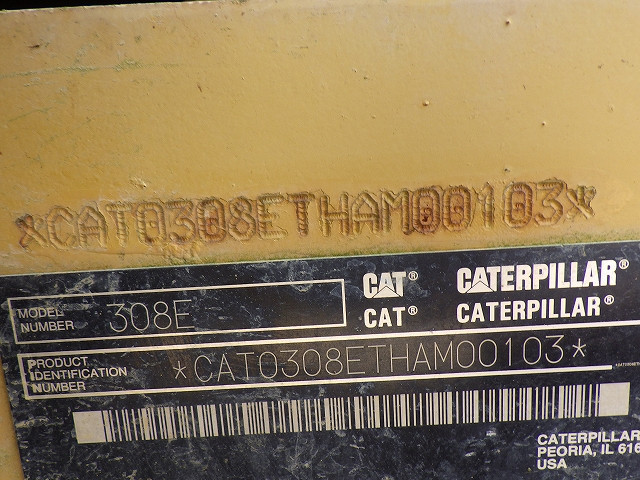 *CAT0308ETHAM00103*
CAT® CATERPILLAR®
MODEL NUMBER 308E
CAT® CATERPILLAR®
PRODUCT IDENTIFICATION NUMBER *CAT0308ETHAM00103*
CATERPILLAR
PEORIA, IL 616
USA